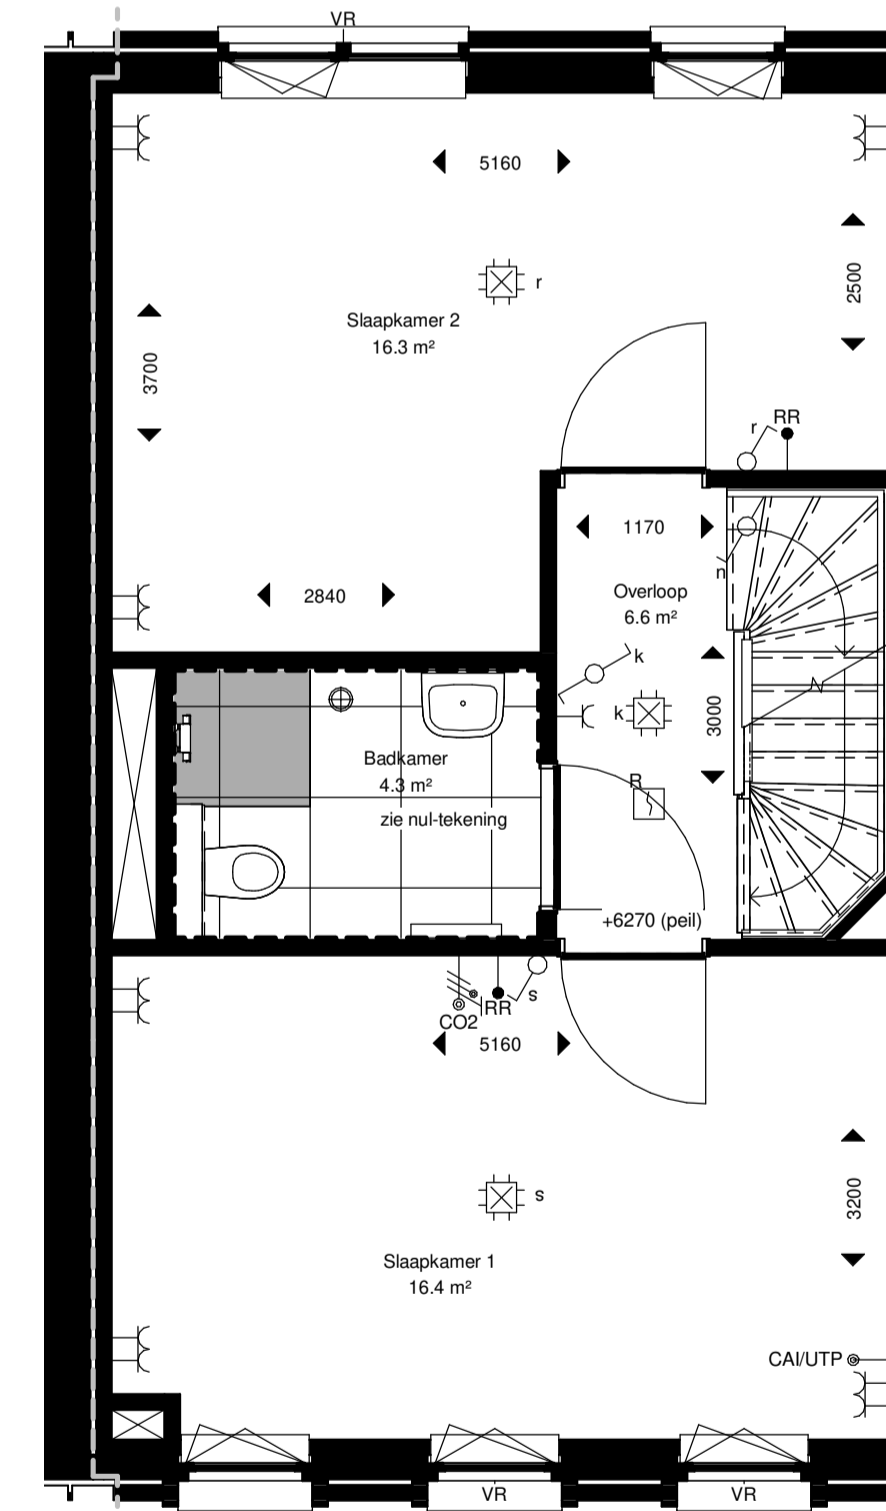 VR
5160
2500
r
Slaapkamer 2
16.3 m²
3700
r
RR
1170
n
2840
Overloop
6.6 m²
k
k
3000
Badkamer
4.3 m²
R
zie nul-tekening
+6270 (peil)
s
RR
CO2
5160
s
3200
Slaapkamer 1
16.4 m²
CAI/UTP
VR
VR